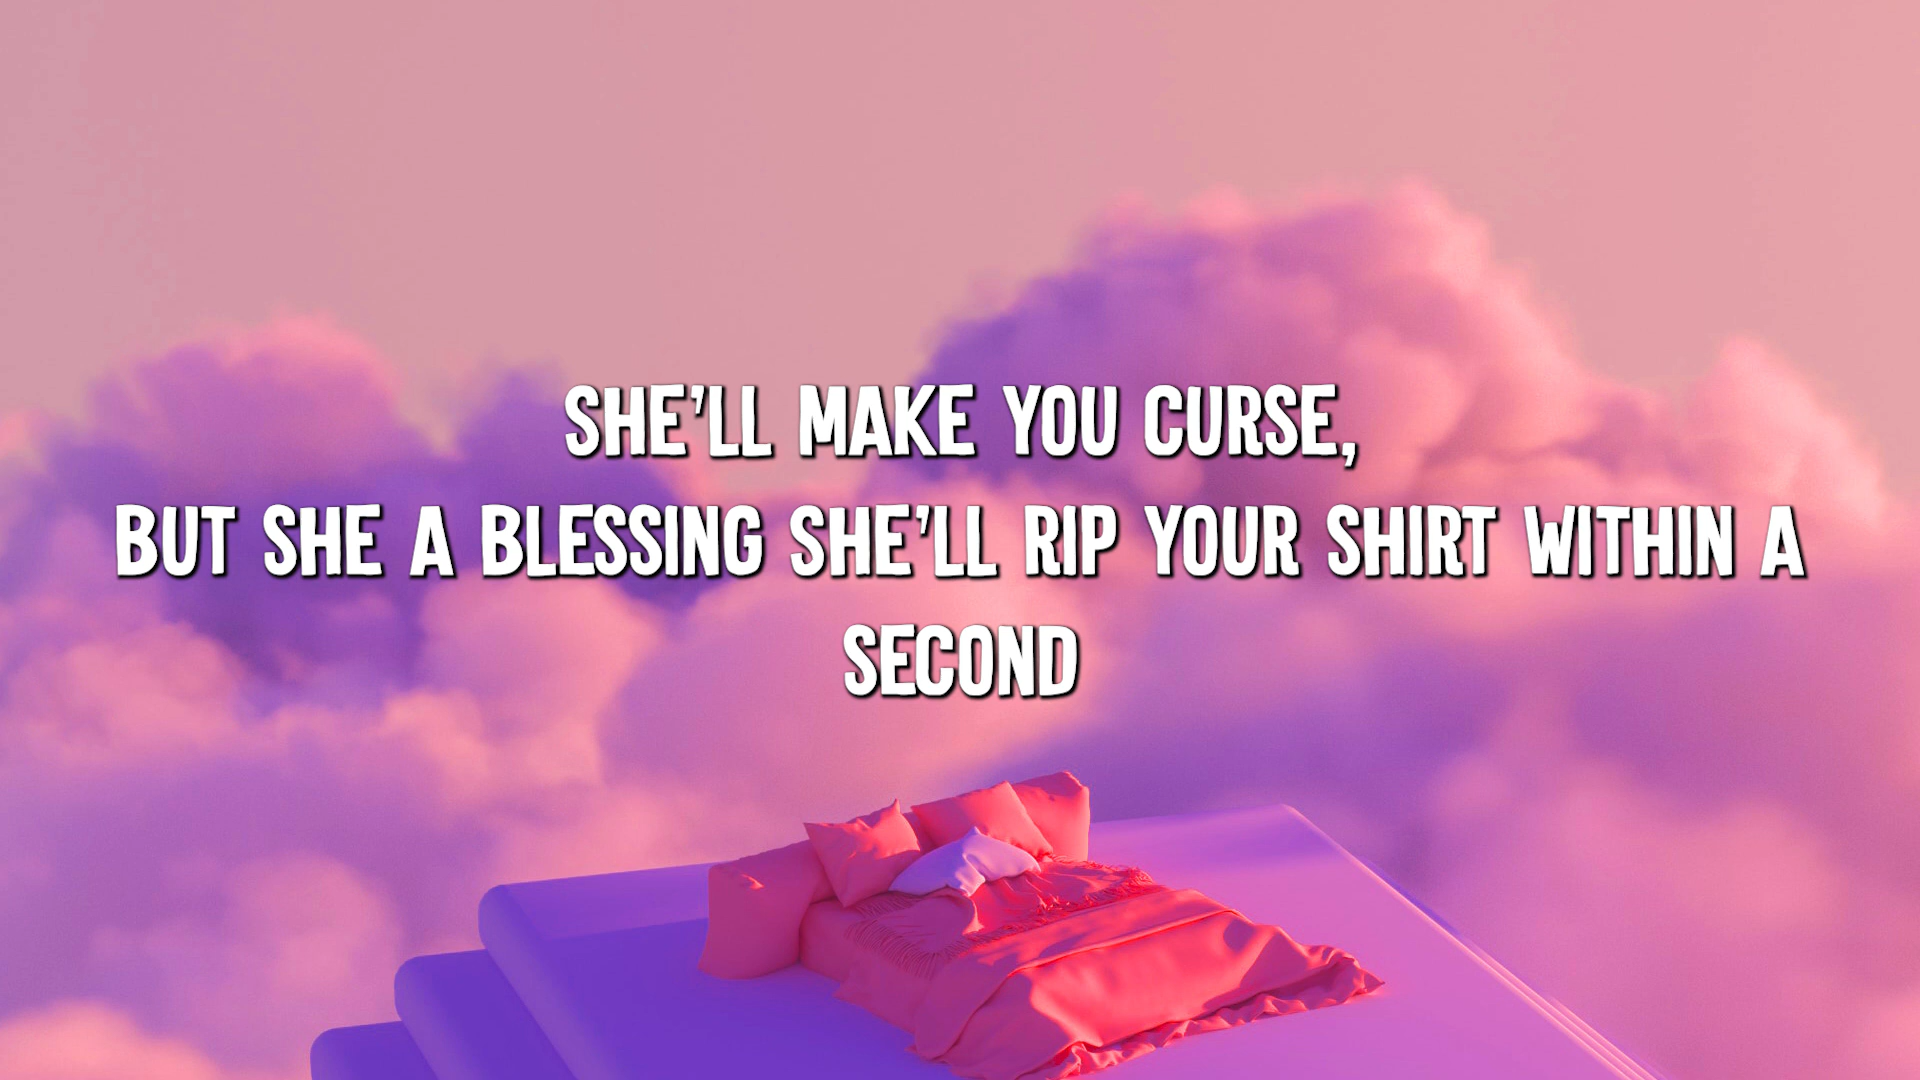 SHE'LL MAKE YOU CURSE,
BUT SHE A BLESSING SHE'LL RIP YOUR SHIRT WITHIN A
SECOND